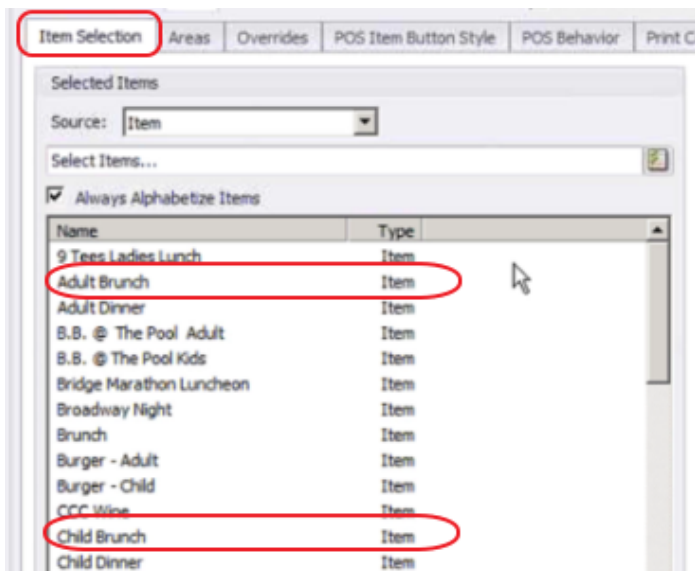 Item Selection Areas Overrides POS Item Button Style POS Behavior Print C
Selected Items
Source: Item
Select Items...
Always Alphabetize Items
Name Type
9 Tees Ladies Lunch Item
Adult Brunch Item
Adult Dinner Item
B.B. @ The Pool Adult Item
B.B. @ The Pool Kids Item
Bridge Marathon Luncheon Item
Broadway Night Item
Brunch Item
Burger - Adult Item
Burger - Child Item
CCC Wine Item
Child Brunch Item
Child Dinner Item